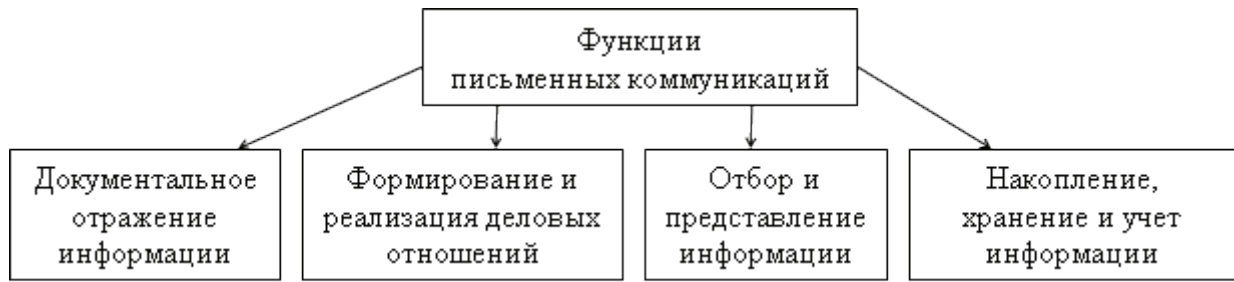 Функции
письменных коммуникаций
Документальное
отражение
информации
Формирование и
реализация деловых
отношений
Отбор и
представление
информации
Накопление,
хранение и учет
информации